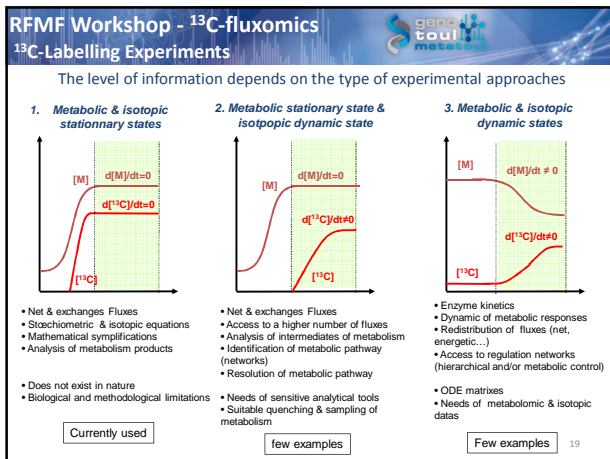 RFMF Workshop - ¹³C-fluxomics
¹³C-Labelling Experiments
geno
toul
metatoul
The level of information depends on the type of experimental approaches
1. Metabolic & isotopic
stationnary states
[M]
d[M]/dt=0
d[¹³C]/dt=0
[¹³C]
• Net & exchanges Fluxes
• Stœchiometric & isotopic equations
• Mathematical symplifications
• Analysis of metabolism products
• Does not exist in nature
• Biological and methodological limitations
Currently used
2. Metabolic stationary state &
isotpopic dynamic state
[M]
d[M]/dt=0
d[¹³C]/dt≠0
[¹³C]
• Net & exchanges Fluxes
• Access to a higher number of fluxes
• Analysis of intermediates of metabolism
• Identification of metabolic pathway
(networks)
• Resolution of metabolic pathway
• Needs of sensitive analytical tools
• Suitable quenching & sampling of
metabolism
few examples
3. Metabolic & isotopic
dynamic states
[M]
d[M]/dt ≠ 0
d[¹³C]/dt≠0
[¹³C]
• Enzyme kinetics
• Dynamic of metabolic responses
• Redistribution of fluxes (net,
energetic…)
• Access to regulation networks
(hierarchical and/or metabolic control)
• ODE matrixes
• Needs of metabolomic & isotopic
datas
Few examples
19